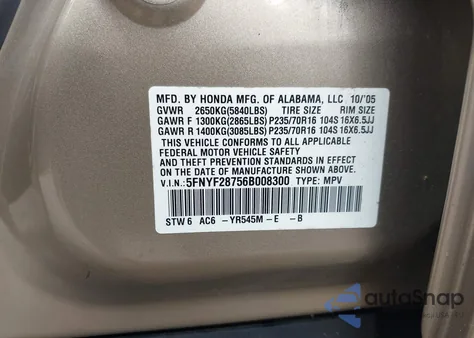 MFD. BY HONDA MFG. OF ALABAMA, LLC 10/'05
GVWR 2650KG(5840LBS) TIRE SIZE RIM SIZE
GAWR F 1300KG(2865LBS) P235/70R16 104S 16X6.5JJ
GAWR R 1400KG(3085LBS) P235/70R16 104S 16X6.5JJ
THIS VEHICLE CONFORMS TO ALL APPLICABLE
FEDERAL MOTOR VEHICLE SAFETY
AND THEFT PREVENTION STANDARDS IN EFFECT ON
THE DATE OF MANUFACTURE SHOWN ABOVE.
V.I.N.: 5FNYF28756B008300 TYPE: MPV
STW 6 AC6 -YR545M-E -B
autoSnap